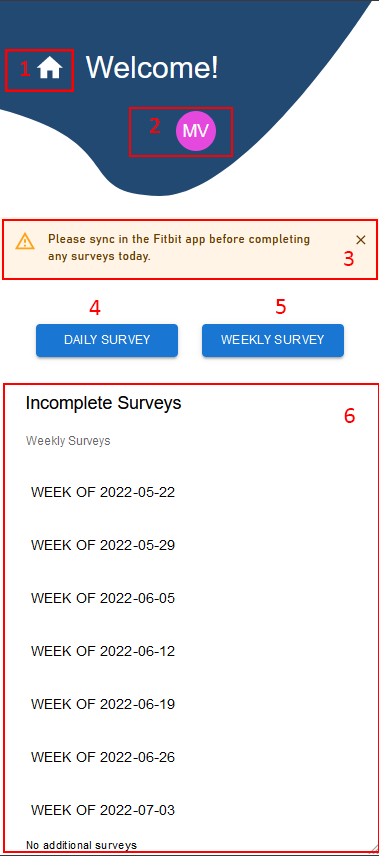 1 Welcome!
2 MV
Please sync in the Fitbit app before completing
any surveys today.
3
4 5
DAILY SURVEY WEEKLY SURVEY
Incomplete Surveys
6
Weekly Surveys
WEEK OF 2022-05-22
WEEK OF 2022-05-29
WEEK OF 2022-06-05
WEEK OF 2022-06-12
WEEK OF 2022-06-19
WEEK OF 2022-06-26
WEEK OF 2022-07-03
No additional surveys